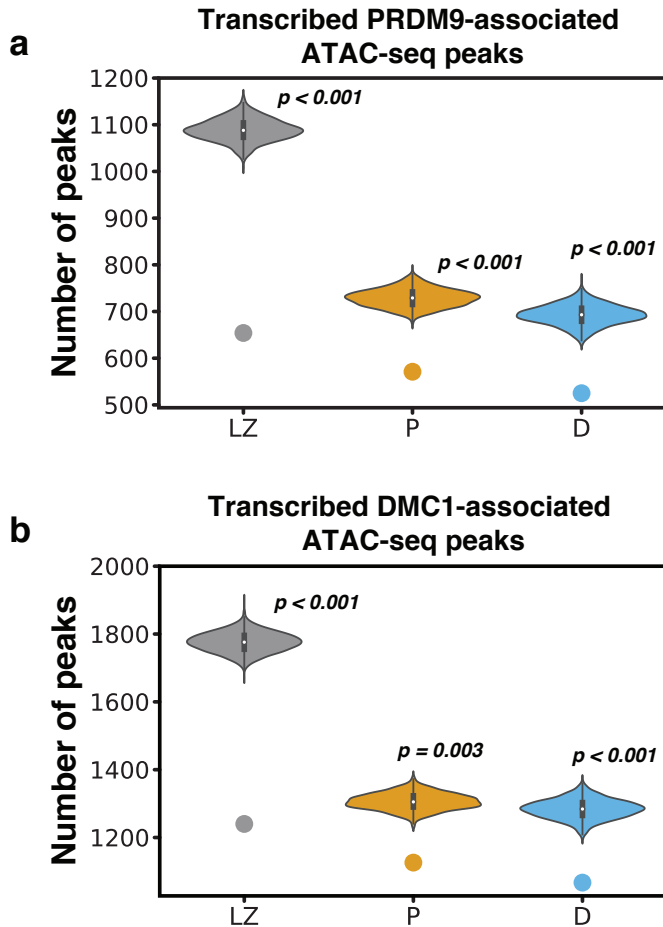 a
Transcribed PRDM9-associated
ATAC-seq peaks
Number of peaks
1200
1100
1000
900
800
700
600
500
p < 0.001
p < 0.001
p < 0.001
LZ
P
D
b
Transcribed DMC1-associated
ATAC-seq peaks
Number of peaks
2000
1800
1600
1400
1200
p < 0.001
p = 0.003
p < 0.001
LZ
P
D